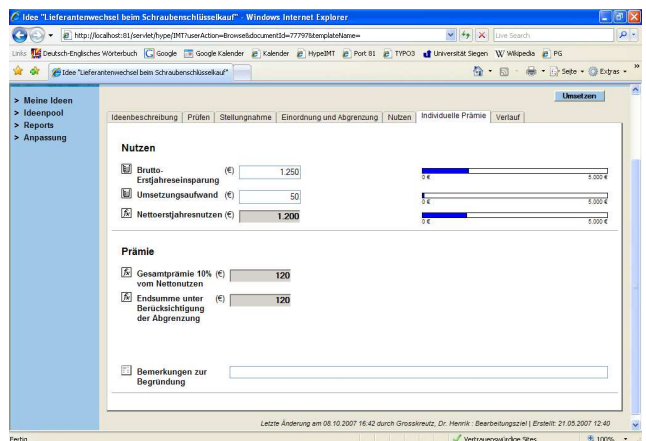 Idee "Lieferantenwechsel beim Schraubenschlüsselkauf" - Windows Internet Explorer
http://localhost:81/servlet/hype/IMT?userAction=Browse&documentId=77797&templateName=
Live Search
Links Deutsch-Englisches Wörterbuch Google Google Kalender Kalender HypeIMT Port 81 TYPO3 Universität Siegen Wikipedia PG
Idee "Lieferantenwechsel beim Schraubenschlüsselkauf"
Seite Extras
> Meine Ideen
> Ideenpool
> Reports
> Anpassung
Umsetzen
Ideenbeschreibung Prüfen Stellungnahme Einordnung und Abgrenzung Nutzen Individuelle Prämie Verlauf
Nutzen
Brutto- (€) 1.250
Erstjahreseinsparung
0 € 5.000 €
Umsetzungsaufwand (€) 50
0 € 5.000 €
fx Nettoerstjahresnutzen (€) 1.200
0 € 5.000 €
Prämie
fx Gesamtprämie 10% (€) 120
vom Nettonutzen
fx Endsumme unter (€) 120
Berücksichtigung
der Abgrenzung
Bemerkungen zur
Begründung
Letzte Änderung am 08.10.2007 16:42 durch Grosskreutz, Dr. Henrik : Bearbeitungsziel | Erstellt: 21.05.2007 12:40
Fertig Vertrauenswürdige Sites 100%